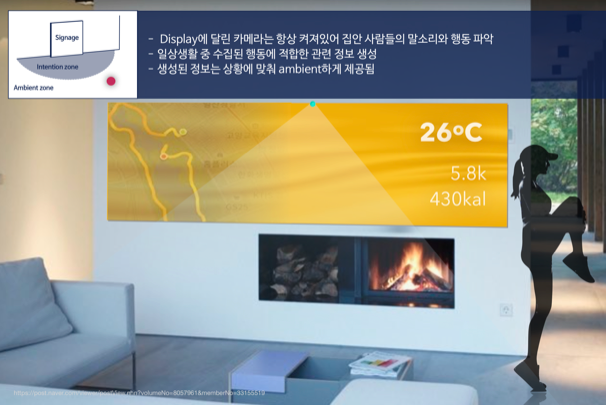 Signage
Intention zone
Ambient zone
- Display에 달린 카메라는 항상 켜져있어 집안 사람들의 말소리와 행동 파악
- 일상생활 중 수집된 행동에 적합한 관련 정보 생성
- 생성된 정보는 상황에 맞춰 ambient하게 제공됨
26°C
5.8k
430kal